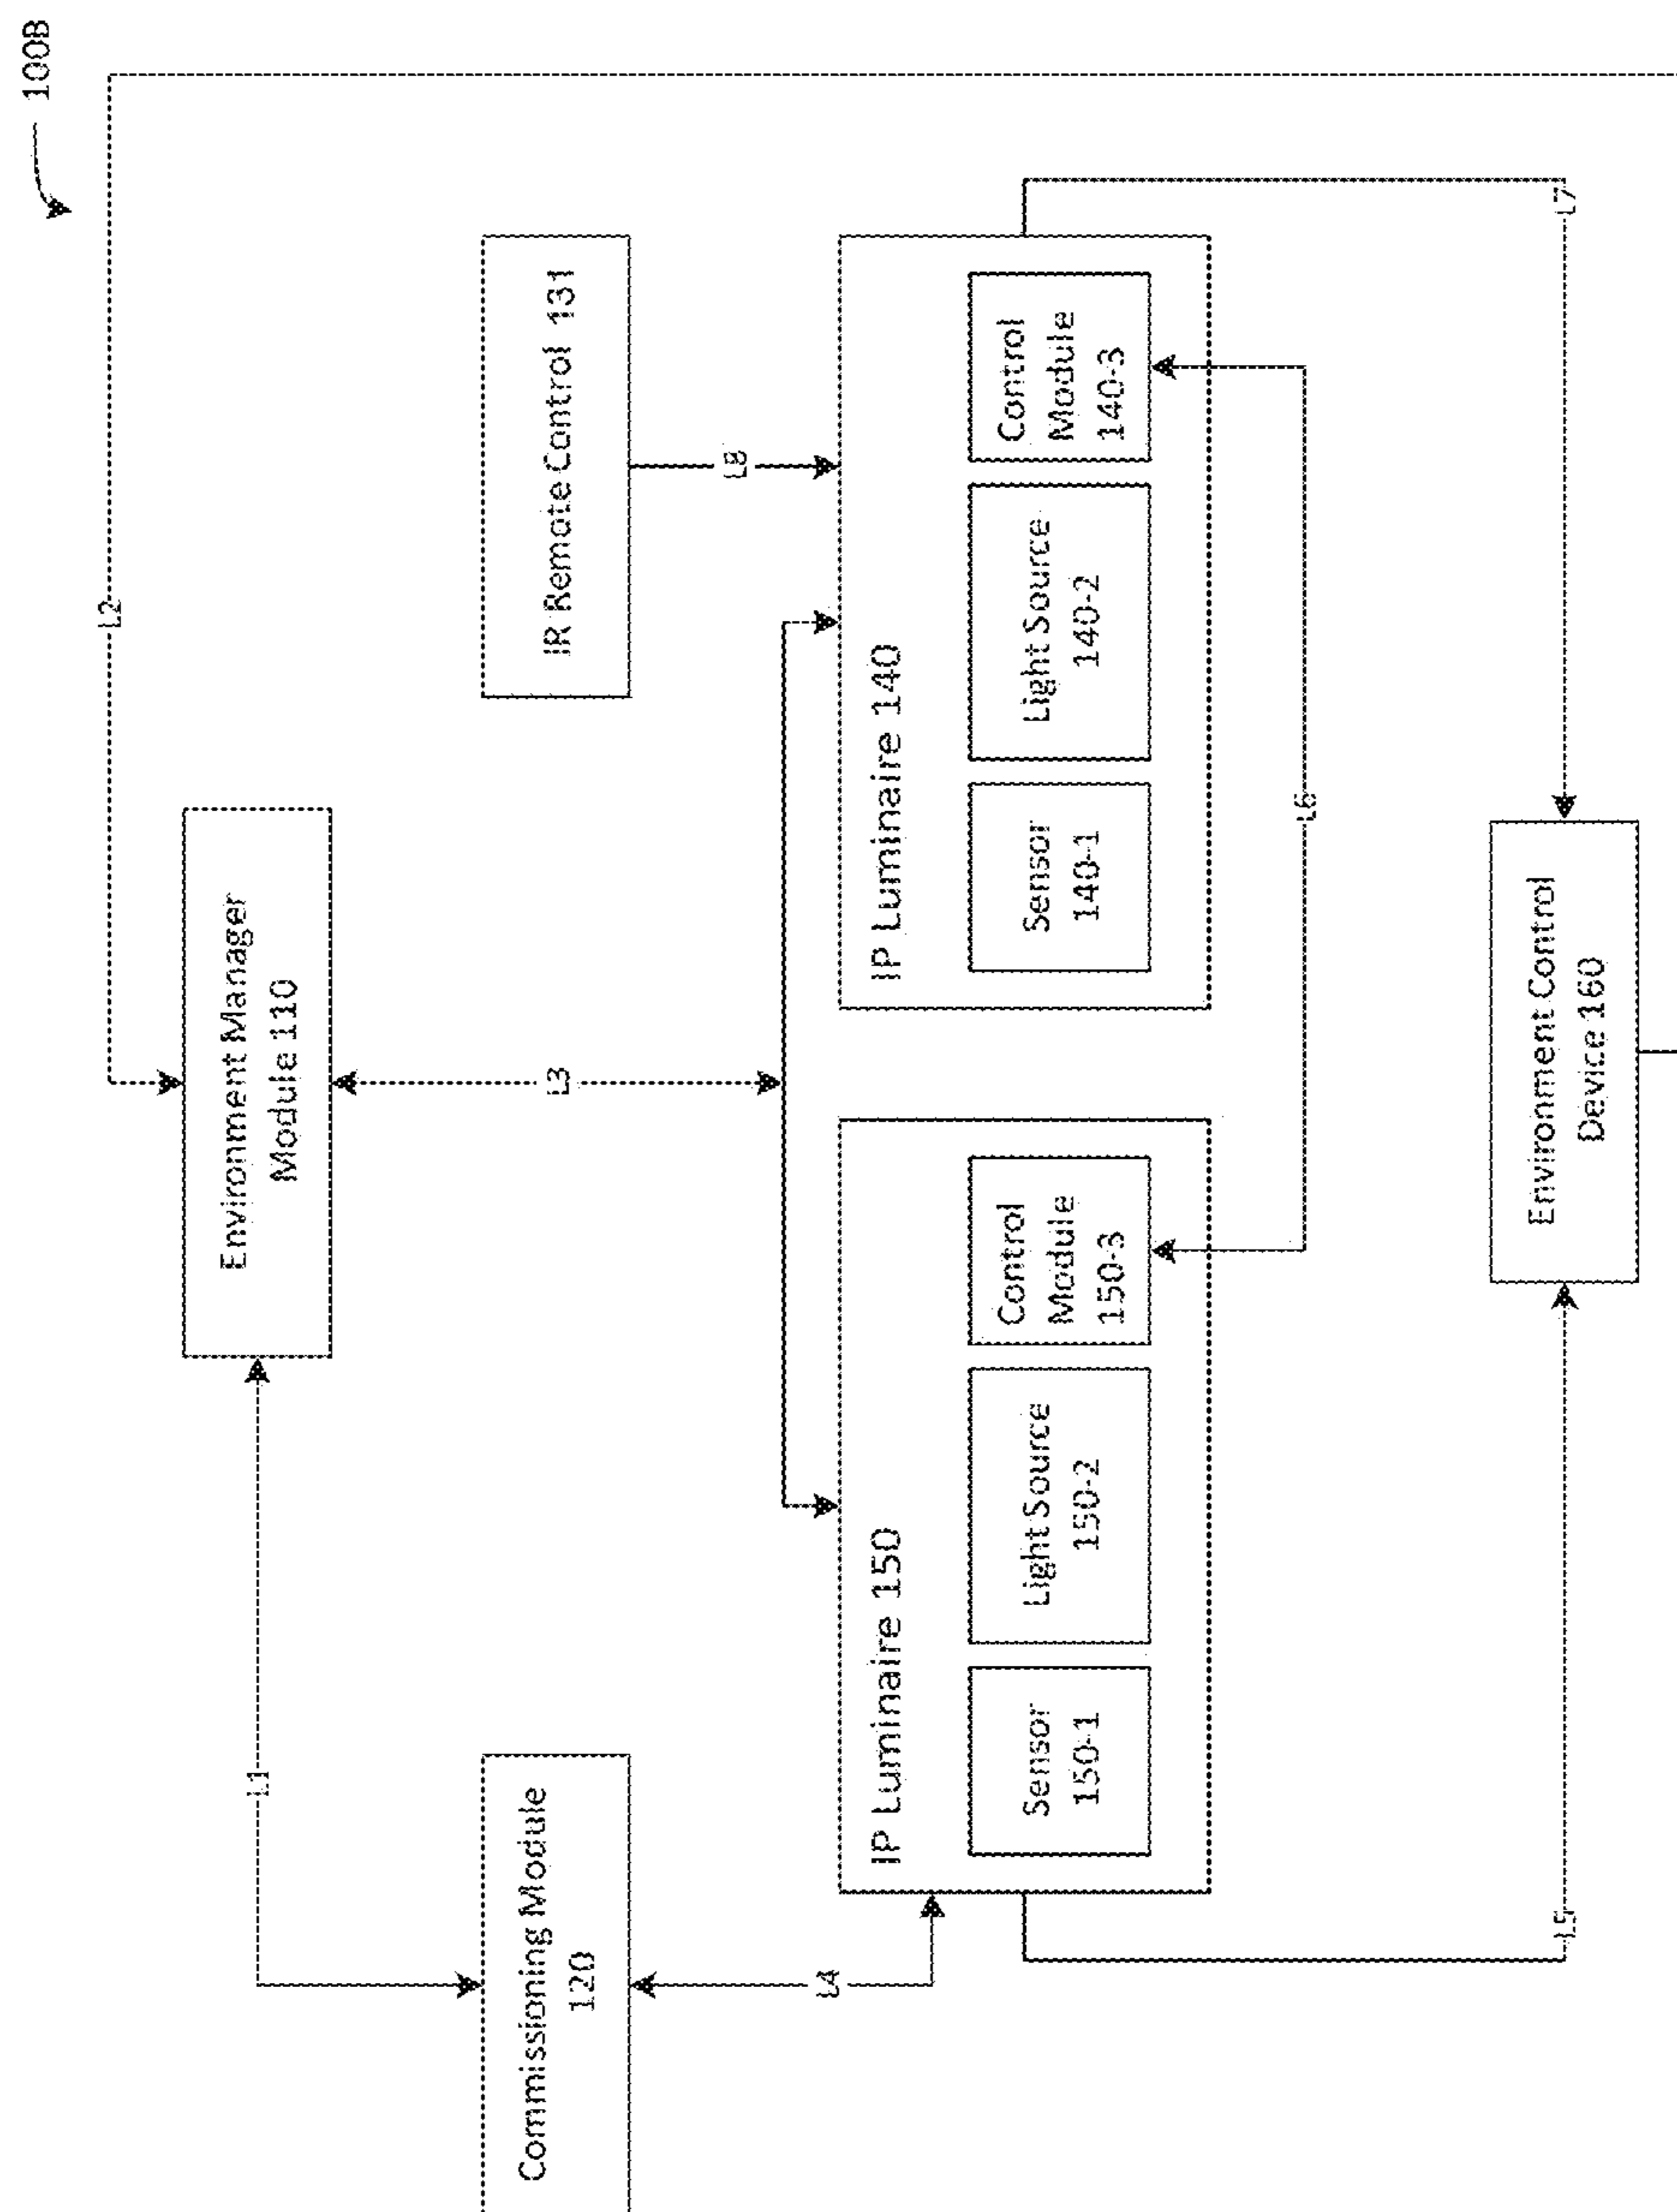 100B
L2
Environment Manager
Module 110
L1
L3
Commissioning Module
120
IR Remote Control 131
L4
L8
IP Luminaire 150
Sensor
150-1
Light Source
150-2
Control
Module
150-3
IP Luminaire 140
Sensor
140-1
Light Source
140-2
Control
Module
140-3
L6
L5
Environment Control
Device 160
L7